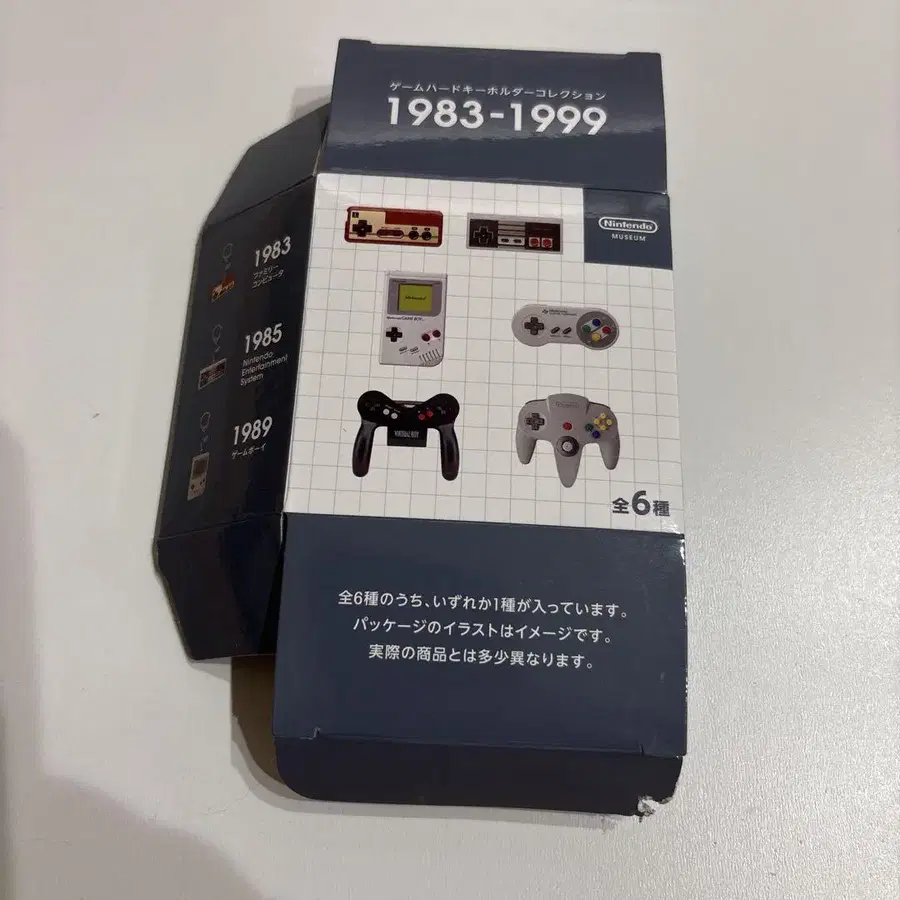 ゲームハードキーホルダーコレクション
1983-1999
Nintendo
MUSEUM
全6種
1983
ファミリー
コンピュータ
1985
Nintendo
Entertainment
System
1989
ゲームボーイ
全6種のうち、いずれか1種が入っています。
パッケージのイラストはイメージです。
実際の商品とは多少異なります。